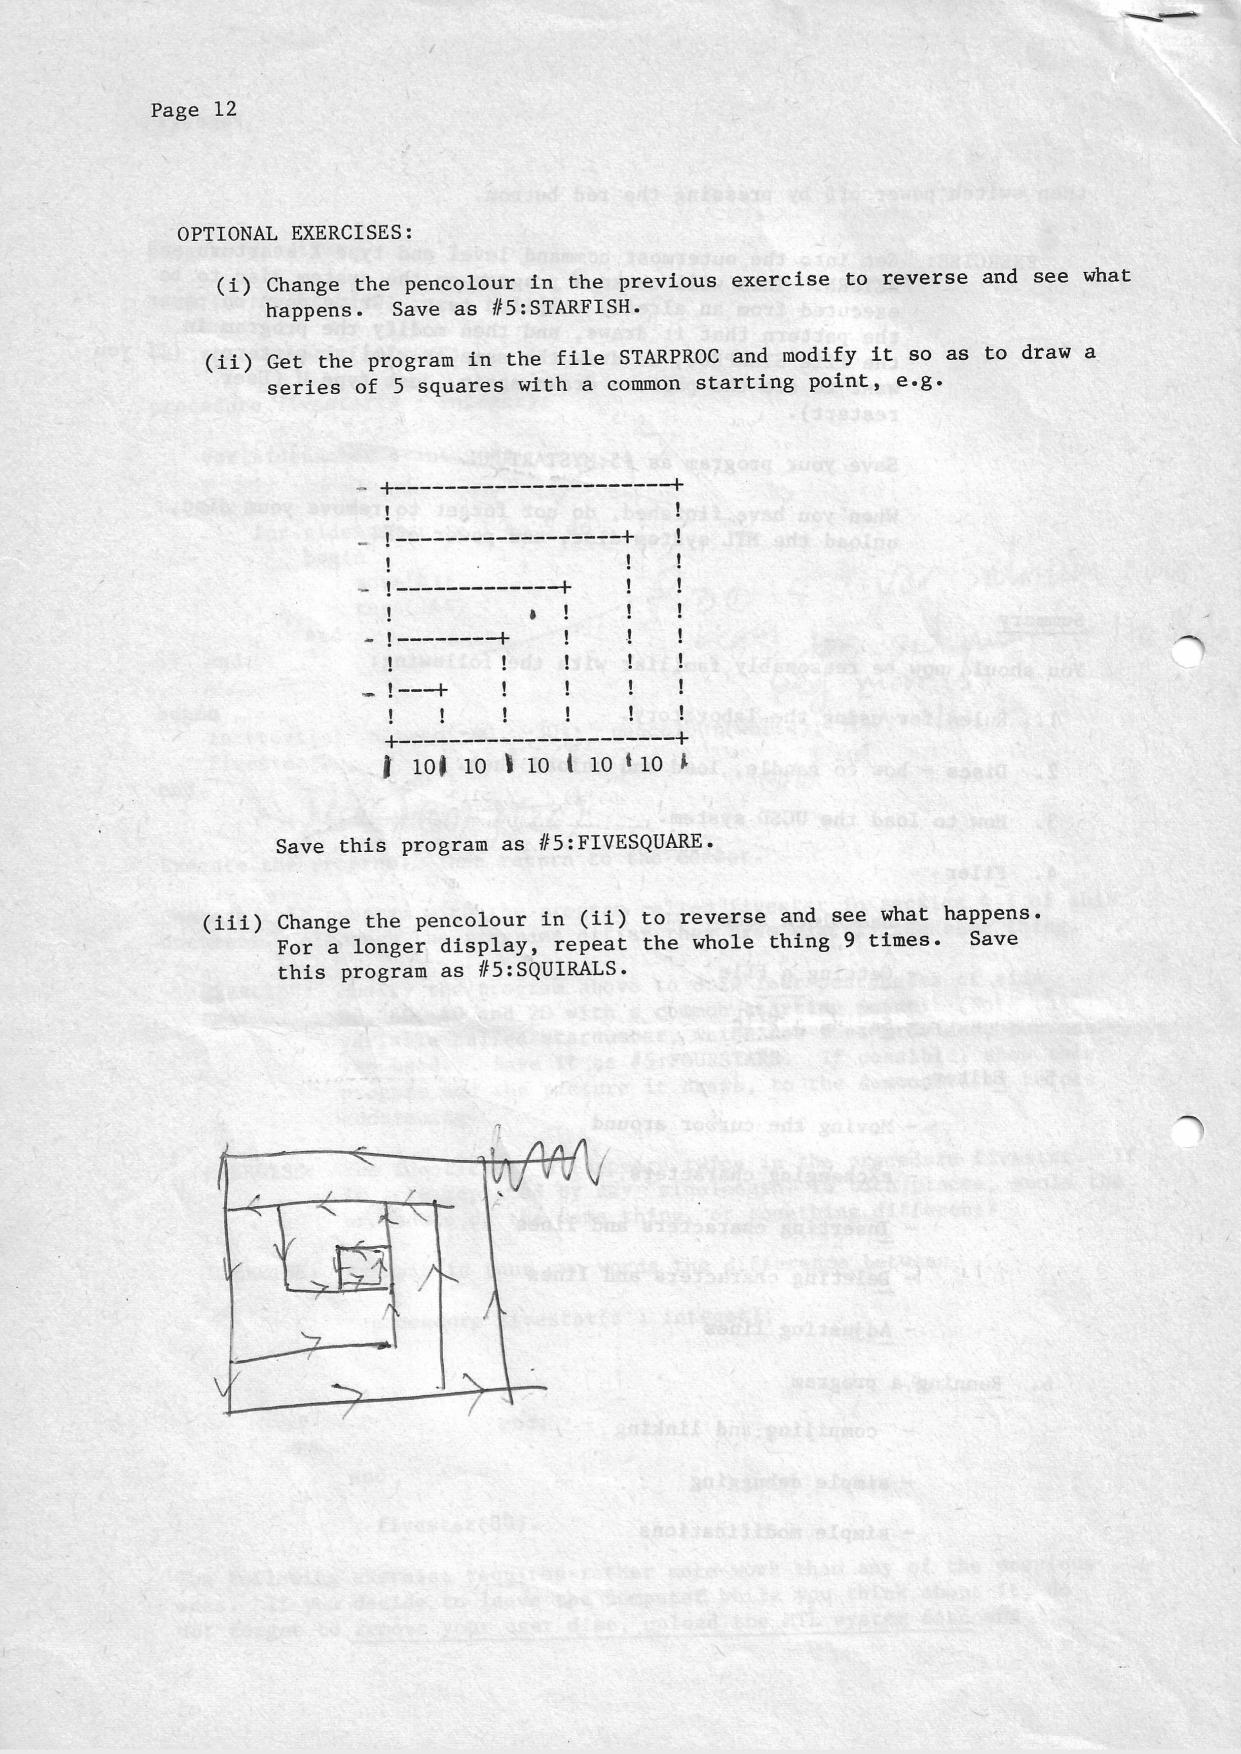 Page 12
OPTIONAL EXERCISES:
(i) Change the pencolour in the previous exercise to reverse and see what
happens.  Save as #5:STARFISH.
(ii) Get the program in the file STARPROC and modify it so as to draw a
series of 5 squares with a common starting point, e.g.
- +-----------------------+
!                       !
- !-------------------+   !
!                   !   !
- !--------------+    !   !
!              !    !   !
- !---------+    !    !   !
!         !    !    !   !
- !---+    !    !    !   !
!    !    !    !    !   !
+-----------------------+
10 10 10 10 10
Save this program as #5:FIVESQUARE.
(iii) Change the pencolour in (ii) to reverse and see what happens.
For a longer display, repeat the whole thing 9 times.  Save
this program as #5:SQUIRALS.